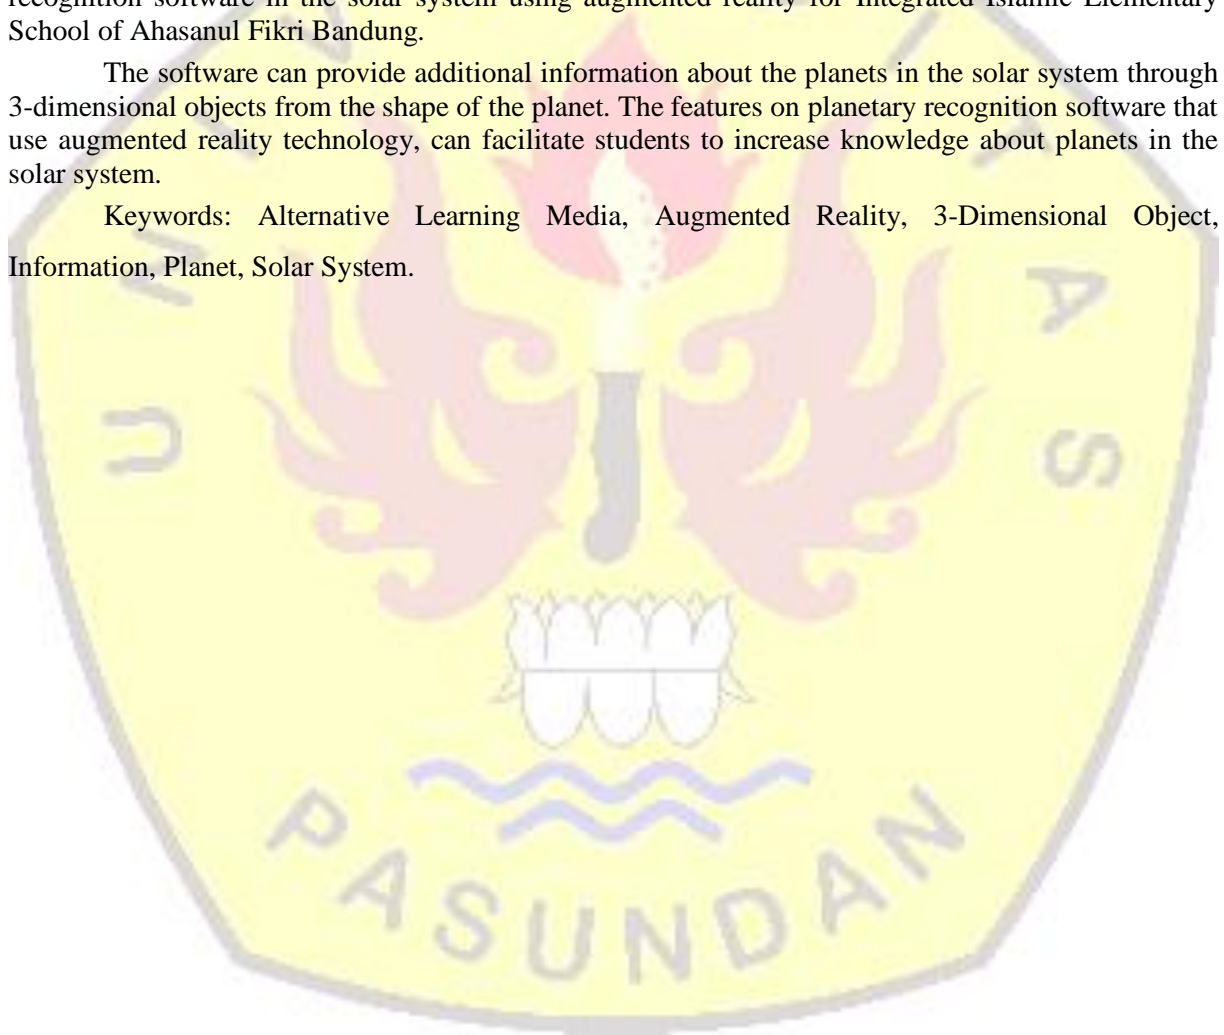 recognition software in the solar system using augmented reality for Integrated Islamic Elementary
School of Ahasanul Fikri Bandung.
The software can provide additional information about the planets in the solar system through
3-dimensional objects from the shape of the planet. The features on planetary recognition software that
use augmented reality technology, can facilitate students to increase knowledge about planets in the
solar system.
Keywords: Alternative Learning Media, Augmented Reality, 3-Dimensional Object,
Information, Planet, Solar System.
UNIVERSITAS
PASUNDAN